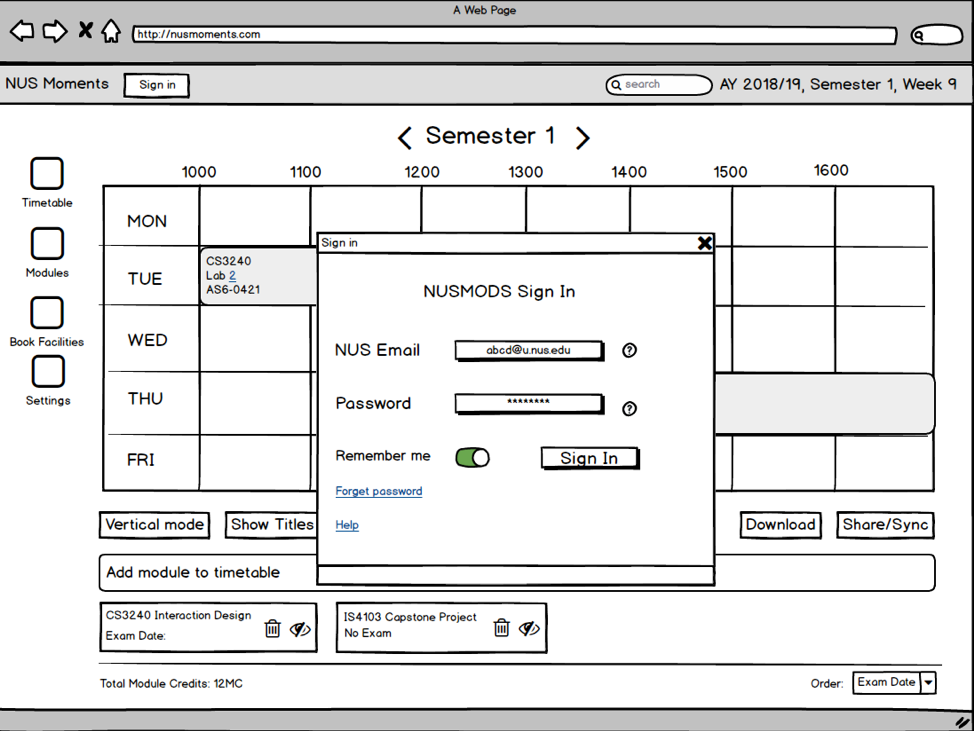 A Web Page
http://nusmoments.com
NUS Moments
Sign in
search
AY 2018/19, Semester 1, Week 9
Semester 1
1000 1100 1200 1300 1400 1500 1600
Timetable
Modules
Book Facilities
Settings
MON
TUE
WED
THU
FRI
CS3240
Lab 2
AS6-0421
Sign in
NUSMODS Sign In
NUS Email
abcd@u.nus.edu
?
Password
********
?
Remember me
Sign In
Forget password
Help
Vertical mode
Show Titles
Download
Share/Sync
Add module to timetable
CS3240 Interaction Design
Exam Date:
IS4103 Capstone Project
No Exam
Total Module Credits: 12MC
Order:
Exam Date